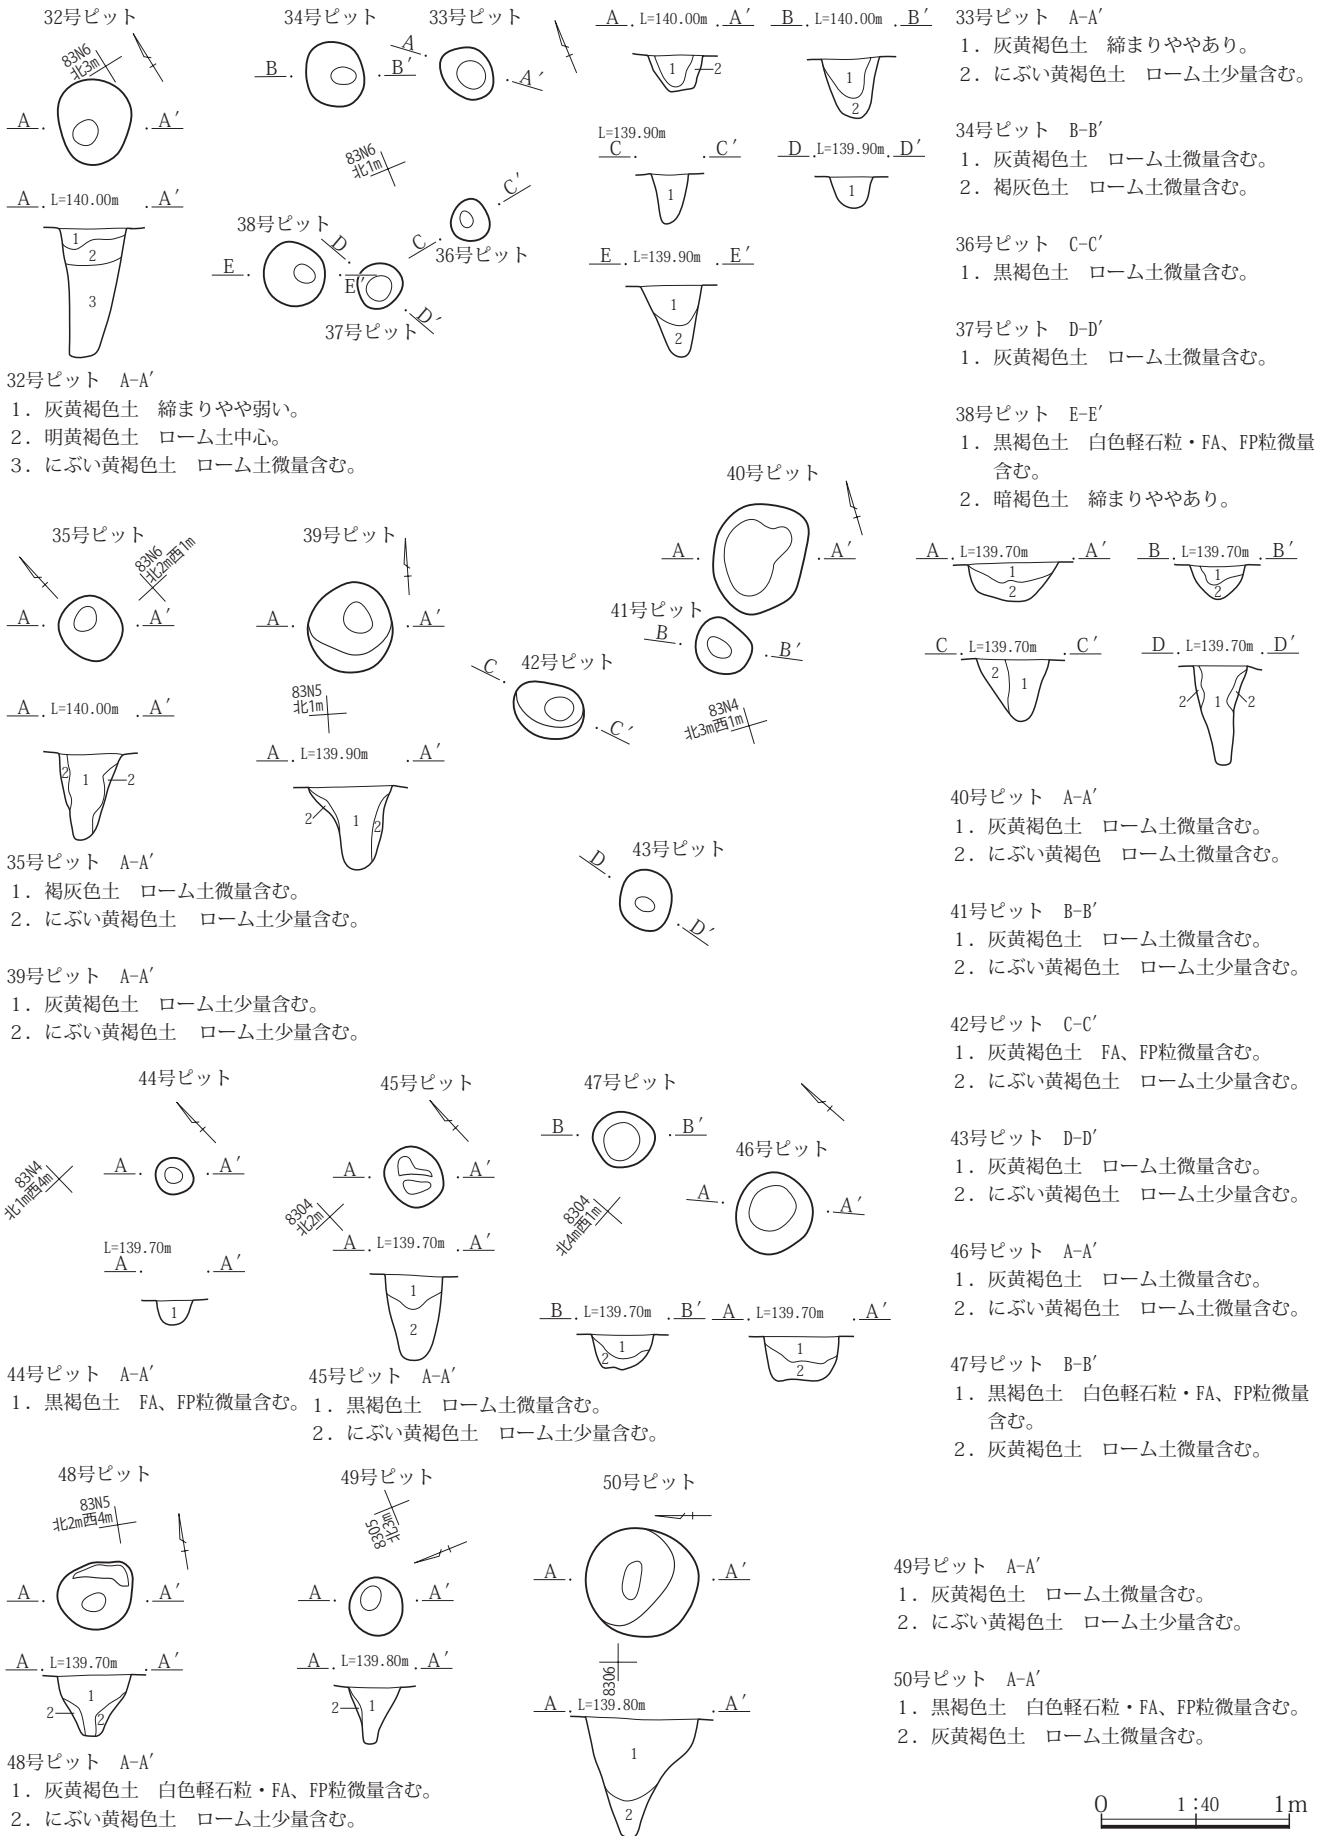 32号ピット
83N6
北3m
A A′
A L=140.00m A′
1
2
3
32号ピット　A-A′
1．灰黄褐色土　締まりやや弱い。
2．明黄褐色土　ローム土中心。
3．にぶい黄褐色土　ローム土微量含む。
34号ピット
33号ピット
B B′
A A′
83N6
北1m
38号ピット
36号ピット
37号ピット
E E′
D D′
C C′
A L=140.00m A′
1 2
B L=140.00m B′
1
2
L=139.90m
C C′
1
D L=139.90m D′
1
E L=139.90m E′
1
2
33号ピット　A-A′
1．灰黄褐色土　締まりややあり。
2．にぶい黄褐色土　ローム土少量含む。
34号ピット　B-B′
1．灰黄褐色土　ローム土微量含む。
2．褐灰色土　ローム土微量含む。
36号ピット　C-C′
1．黒褐色土　ローム土微量含む。
37号ピット　D-D′
1．灰黄褐色土　ローム土微量含む。
38号ピット　E-E′
1．黒褐色土　白色軽石粒・FA、FP粒微量
含む。
2．暗褐色土　締まりややあり。
35号ピット
83N6
北2m西1m
A A′
A L=140.00m A′
2 1 2
35号ピット　A-A′
1．褐灰色土　ローム土微量含む。
2．にぶい黄褐色土　ローム土少量含む。
39号ピット
A A′
83N5
北1m
A L=139.90m A′
2 1 2
39号ピット　A-A′
1．灰黄褐色土　ローム土少量含む。
2．にぶい黄褐色土　ローム土少量含む。
40号ピット
A A′
41号ピット
B B′
42号ピット
C C′
83N4
北3m西1m
43号ピット
D D′
A L=139.70m A′
1
2
B L=139.70m B′
1
2
C L=139.70m C′
2 1
D L=139.70m D′
2 1 2
40号ピット　A-A′
1．灰黄褐色土　ローム土微量含む。
2．にぶい黄褐色　ローム土微量含む。
41号ピット　B-B′
1．灰黄褐色土　ローム土微量含む。
2．にぶい黄褐色土　ローム土少量含む。
42号ピット　C-C′
1．灰黄褐色土　FA、FP粒微量含む。
2．にぶい黄褐色土　ローム土少量含む。
43号ピット　D-D′
1．灰黄褐色土　ローム土微量含む。
2．にぶい黄褐色土　ローム土少量含む。
46号ピット　A-A′
1．灰黄褐色土　ローム土微量含む。
2．にぶい黄褐色土　ローム土微量含む。
47号ピット　B-B′
1．黒褐色土　白色軽石粒・FA、FP粒微量
含む。
2．灰黄褐色土　ローム土微量含む。
44号ピット
83N4
北1m西4m
A A′
L=139.70m
A A′
1
44号ピット　A-A′
1．黒褐色土　FA、FP粒微量含む。
45号ピット
A A′
83O4
北2m
A L=139.70m A′
1
2
45号ピット　A-A′
1．黒褐色土　ローム土微量含む。
2．にぶい黄褐色土　ローム土少量含む。
47号ピット
B B′
46号ピット
A A′
83O4
北4m西1m
B L=139.70m B′
1
2
A L=139.70m A′
1
2
48号ピット
83N5
北2m西4m
A A′
A L=139.70m A′
1
2 2
48号ピット　A-A′
1．灰黄褐色土　白色軽石粒・FA、FP粒微量含む。
2．にぶい黄褐色土　ローム土少量含む。
49号ピット
83O5
北3m
A A′
A L=139.80m A′
2 1
50号ピット
A A′
83O6
A L=139.80m A′
1
2
49号ピット　A-A′
1．灰黄褐色土　ローム土微量含む。
2．にぶい黄褐色土　ローム土少量含む。
50号ピット　A-A′
1．黒褐色土　白色軽石粒・FA、FP粒微量含む。
2．灰黄褐色土　ローム土微量含む。
0 1：40 1m